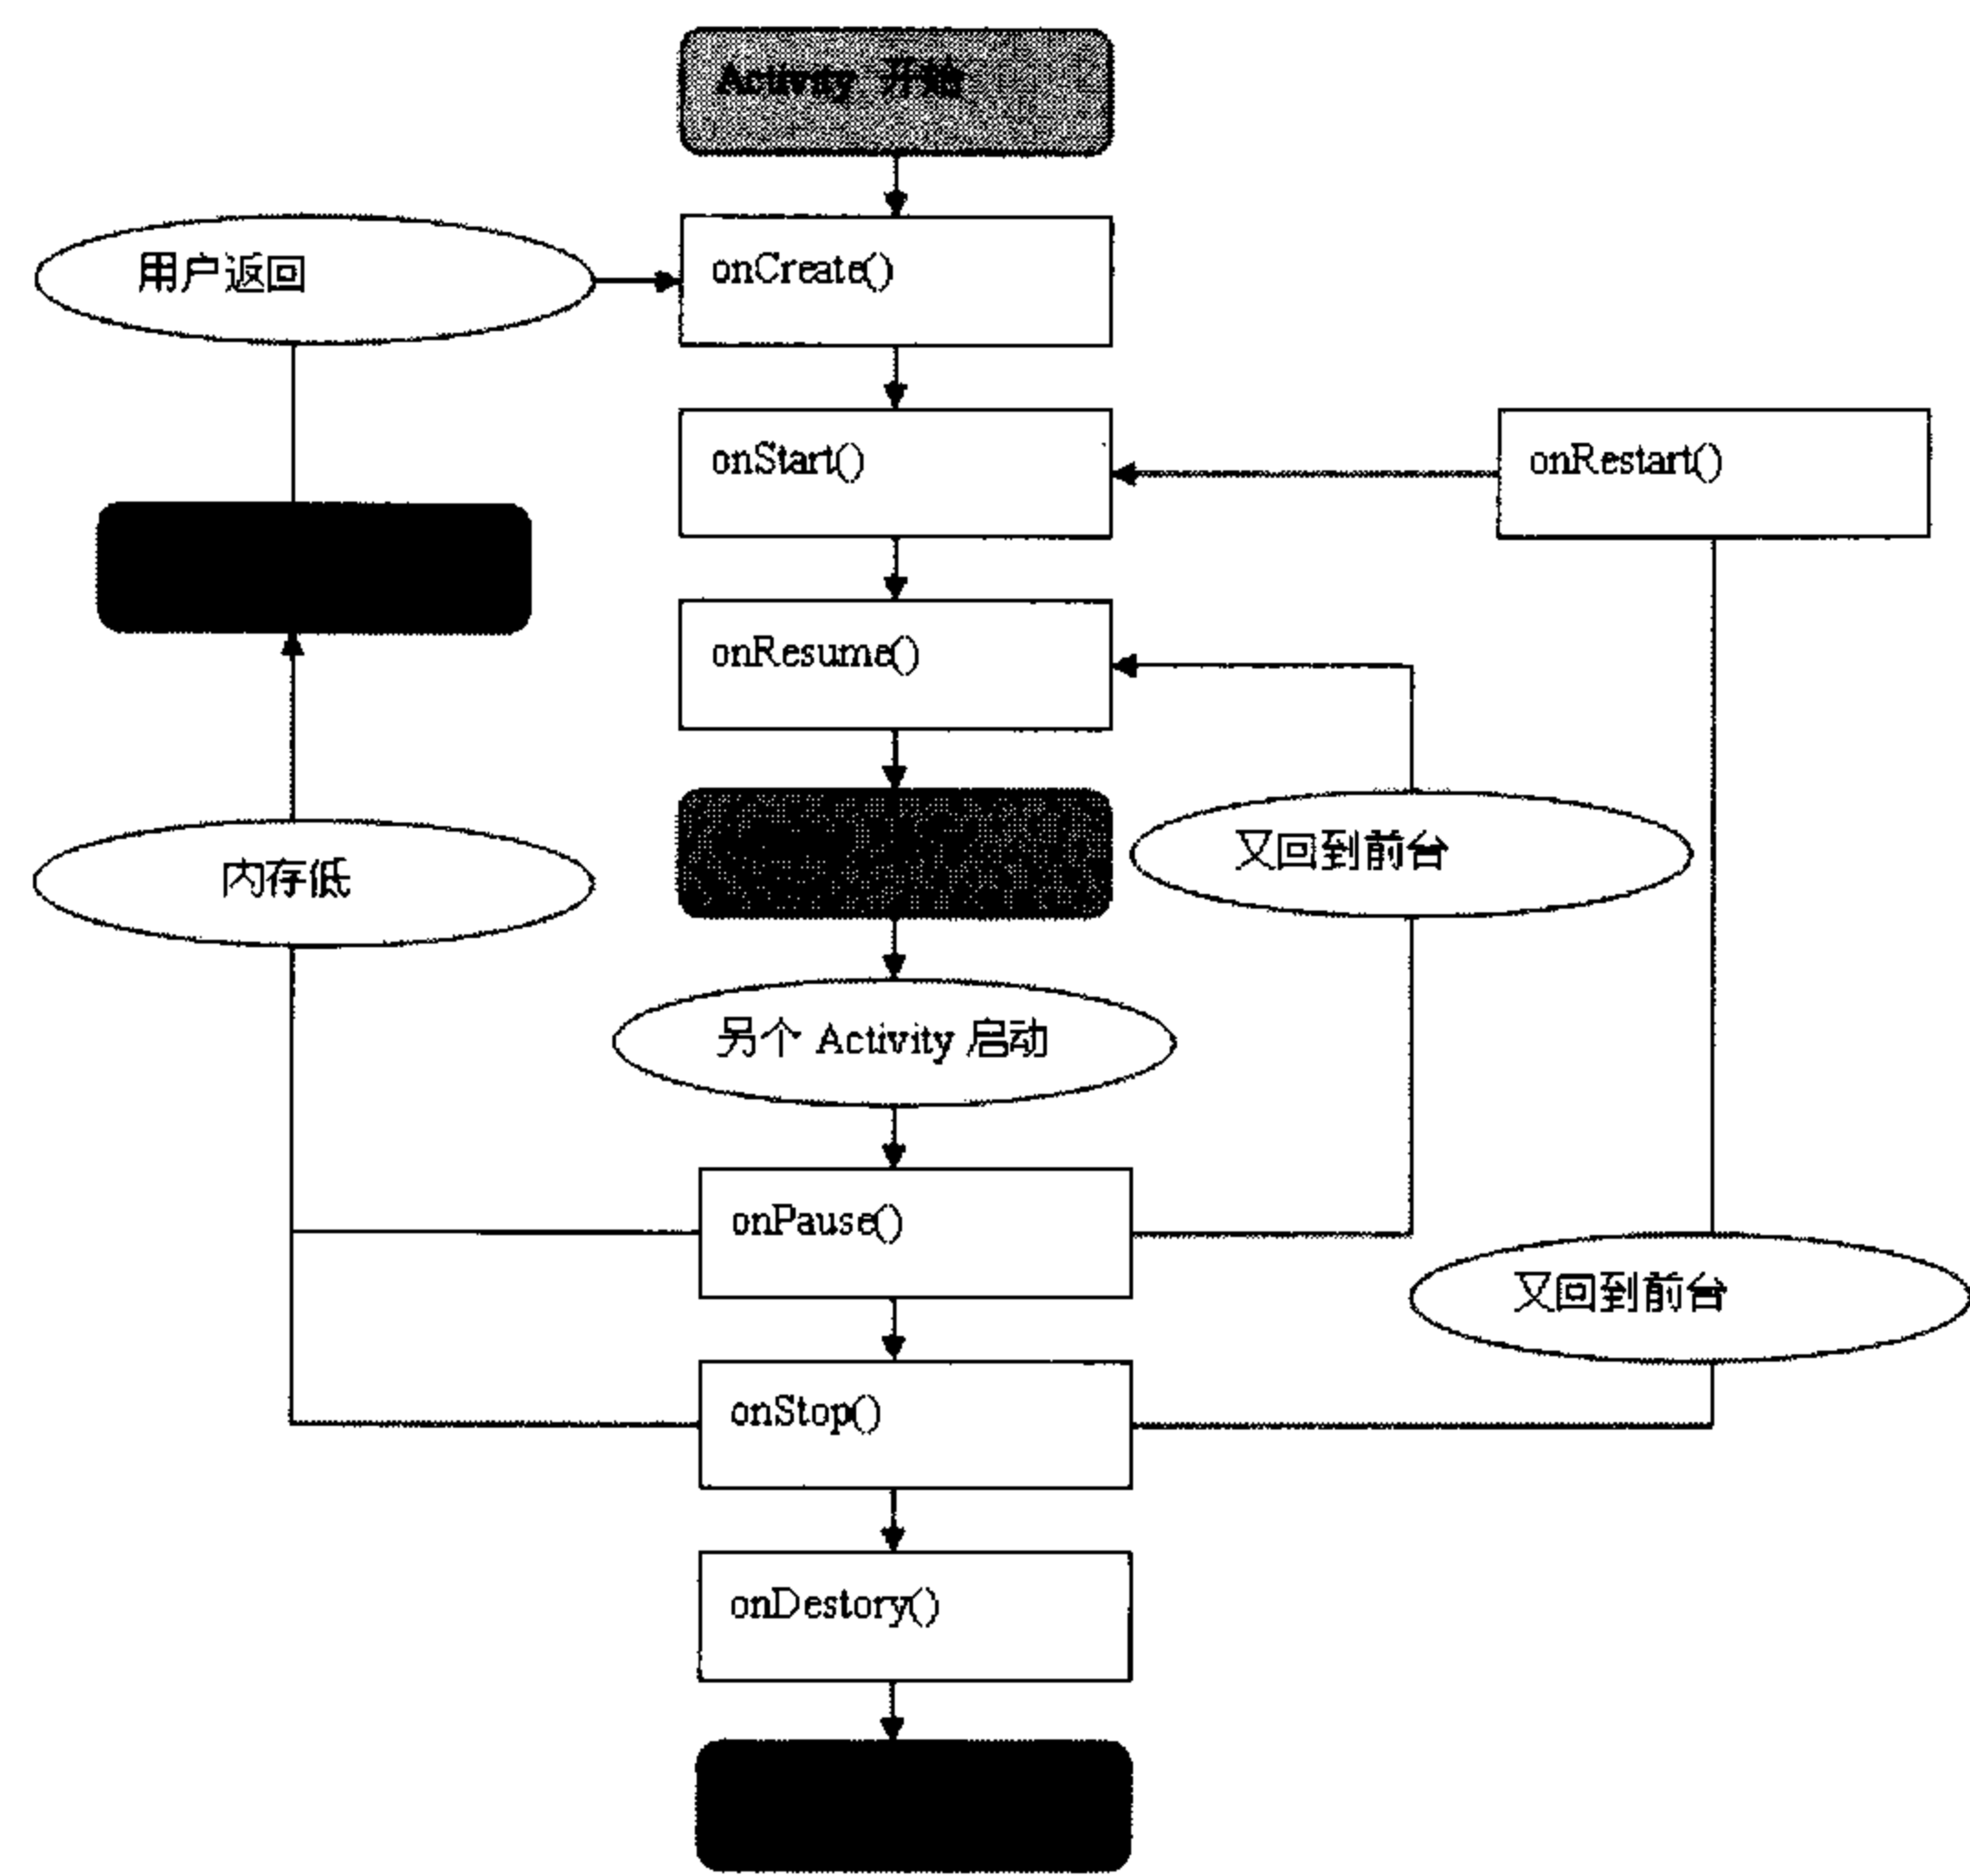 Activity 开始
用户返回
onCreate()
onStart()
onRestart()
onResume()
又回到前台
内存低
另个 Activity 启动
onPause()
又回到前台
onStop()
onDestory()